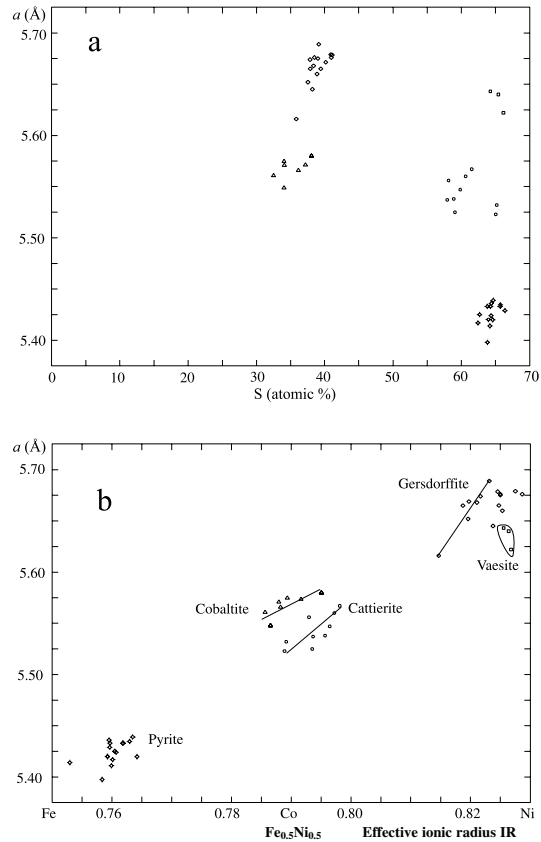 a (Å)
5.70
a
5.60
5.50
5.40
0 10 20 30 40 50 60 70
S (atomic %)
a (Å)
5.70
Gersdorffite
b
5.60
Vaesite
Cobaltite Cattierite
5.50
Pyrite
5.40
Fe 0.76 0.78 Co 0.80 0.82 Ni
Fe0.5Ni0.5 Effective ionic radius IR